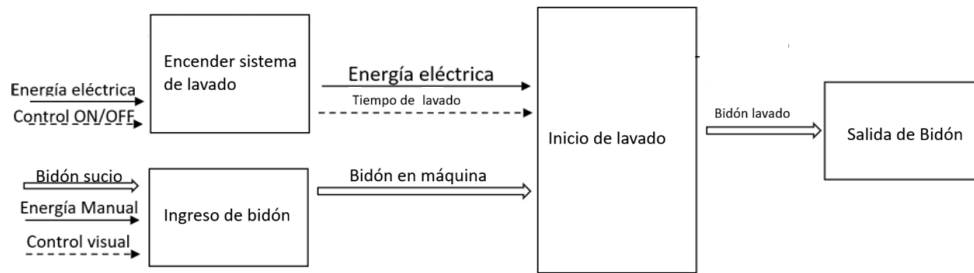 Encender sistema
de lavado
Energía eléctrica
Control ON/OFF
Energía eléctrica
Tiempo de lavado
Bidón sucio
Energía Manual
Control visual
Ingreso de bidón
Bidón en máquina
Inicio de lavado
Bidón lavado
Salida de Bidón